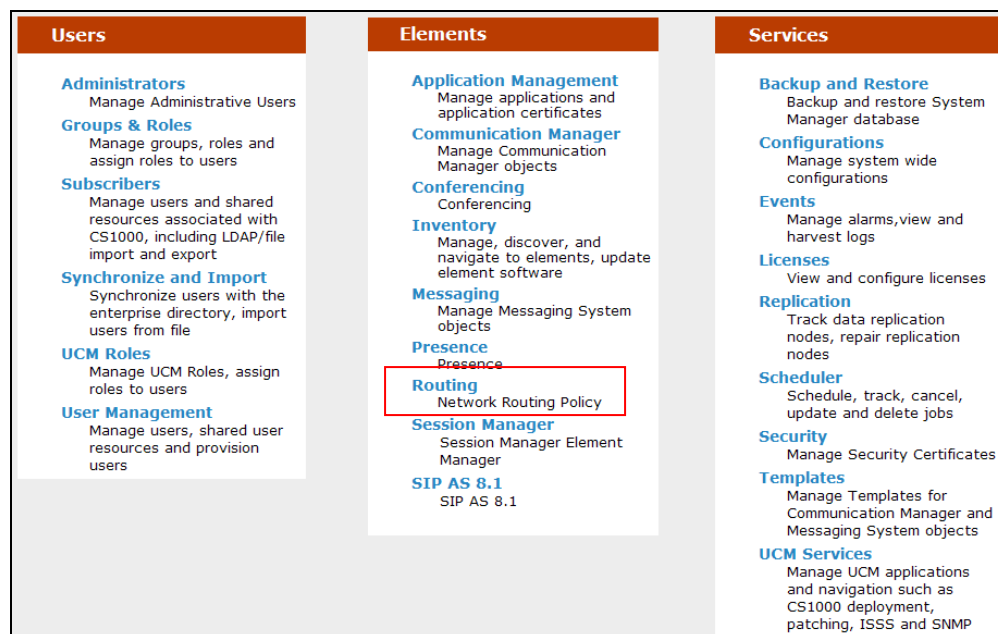 Users
Administrators
Manage Administrative Users
Groups & Roles
Manage groups, roles and
assign roles to users
Subscribers
Manage users and shared
resources associated with
CS1000, including LDAP/file
import and export
Synchronize and Import
Synchronize users with the
enterprise directory, import
users from file
UCM Roles
Manage UCM Roles, assign
roles to users
User Management
Manage users, shared user
resources and provision
users
Elements
Application Management
Manage applications and
application certificates
Communication Manager
Manage Communication
Manager objects
Conferencing
Conferencing
Inventory
Manage, discover, and
navigate to elements, update
element software
Messaging
Manage Messaging System
objects
Presence
Presence
Routing
Network Routing Policy
Session Manager
Session Manager Element
Manager
SIP AS 8.1
SIP AS 8.1
Services
Backup and Restore
Backup and restore System
Manager database
Configurations
Manage system wide
configurations
Events
Manage alarms,view and
harvest logs
Licenses
View and configure licenses
Replication
Track data replication
nodes, repair replication
nodes
Scheduler
Schedule, track, cancel,
update and delete jobs
Security
Manage Security Certificates
Templates
Manage Templates for
Communication Manager and
Messaging System objects
UCM Services
Manage UCM applications
and navigation such as
CS1000 deployment,
patching, ISSS and SNMP